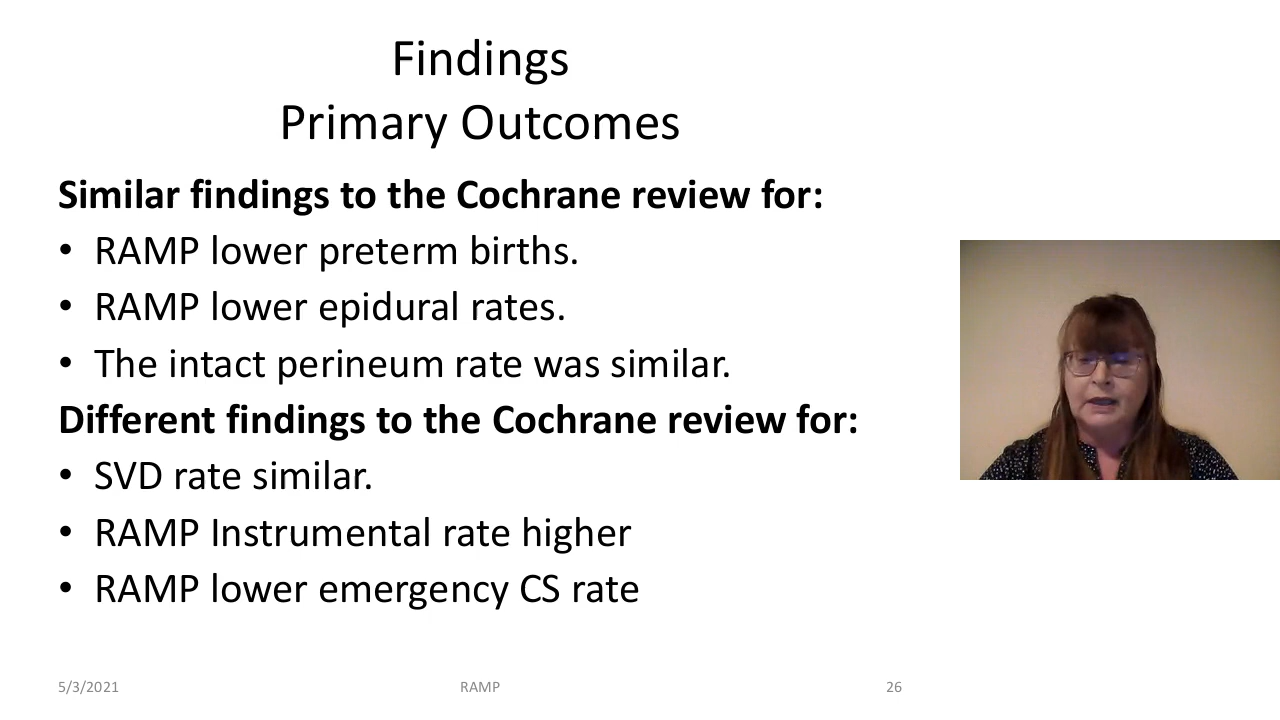 Findings
Primary Outcomes
Similar findings to the Cochrane review for:
• RAMP lower preterm births.
• RAMP lower epidural rates.
• The intact perineum rate was similar.
Different findings to the Cochrane review for:
• SVD rate similar.
• RAMP Instrumental rate higher
• RAMP lower emergency CS rate
5/3/2021
RAMP
26